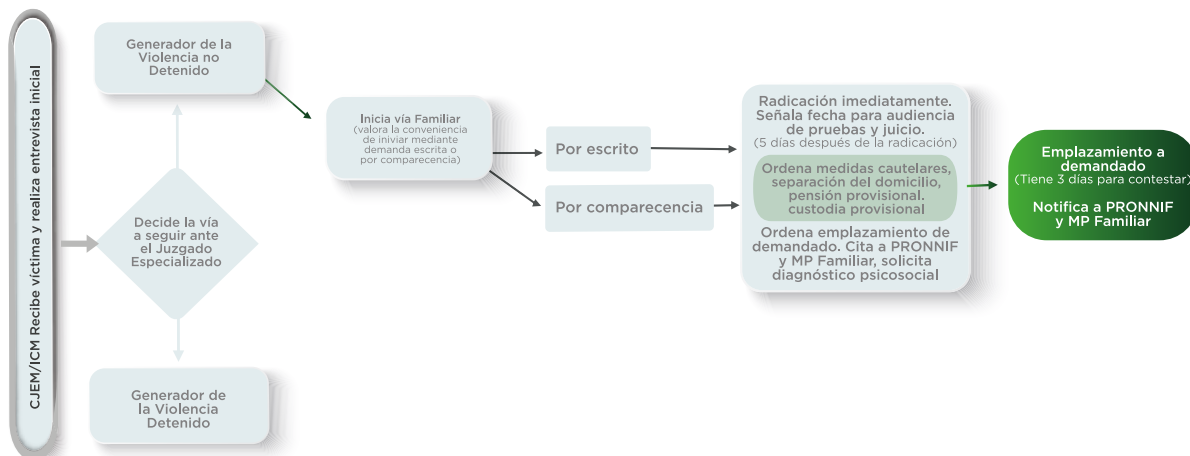 CJEM/ICM Recibe víctima y realiza entrevista inicial
Generador de la
Violencia no
Detenido
Decide la vía
a seguir ante
el Juzgado
Especializado
Generador de
la Violencia
Detenido
Inicia vía Familiar
(valora la conveniencia
de iniviar mediante
demanda escrita o
por comparecencia)
Por escrito
Por comparecencia
Radicación imediatamente.
Señala fecha para audiencia
de pruebas y juicio.
(5 días después de la radicación)
Ordena medidas cautelares,
separación del domicilio,
pensión provisional.
custodia provisional
Ordena emplazamiento de
demandado. Cita a PRONNIF
y MP Familiar, solicita
diagnóstico psicosocial
Emplazamiento a
demandado
(Tiene 3 días para contestar)
Notifica a PRONNIF
y MP Familiar